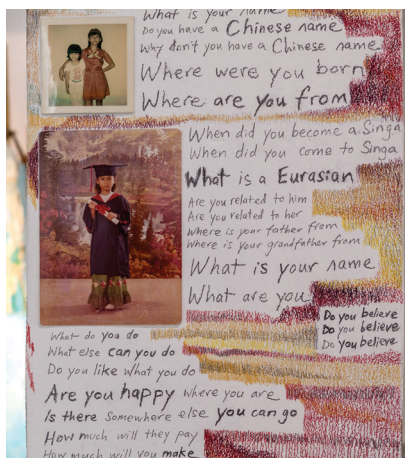 What is your name
Do you have a Chinese name
Why don't you have a Chinese name
Where were you born
Where are you from
When did you become a Singa
When did you come to Singa
What is a Eurasian
Are you related to him
Are you related to her
Where is your father from
Where is your grandfather from
What is your name
What are you
Do you believe
Do you believe
Do you believe
What do you do
What else can you do
Do you like what you do
Are you happy where you are
Is there somewhere else you can go
How much will they pay
How much will you make